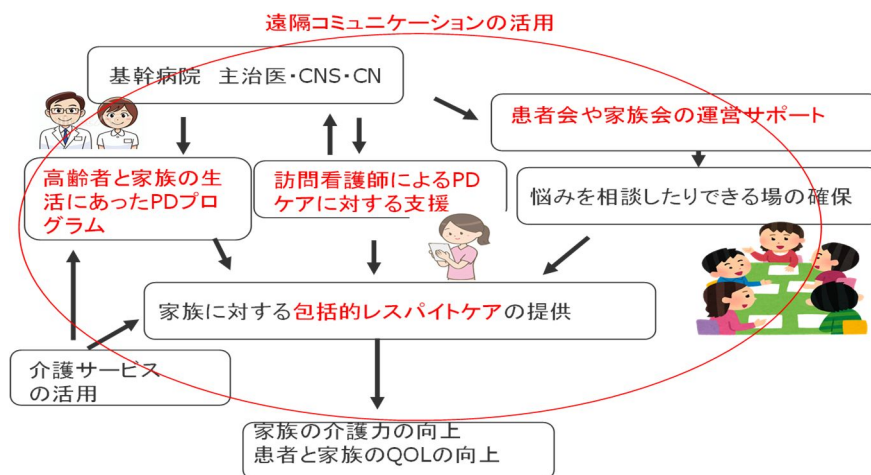 遠隔コミュニケーションの活用
基幹病院　主治医・CNS・CN
患者会や家族会の運営サポート
高齢者と家族の生
活にあったPDプロ
グラム
訪問看護師によるPD
ケアに対する支援
悩みを相談したりできる場の確保
家族に対する包括的レスパイトケアの提供
介護サービス
の活用
家族の介護力の向上
患者と家族のQOLの向上